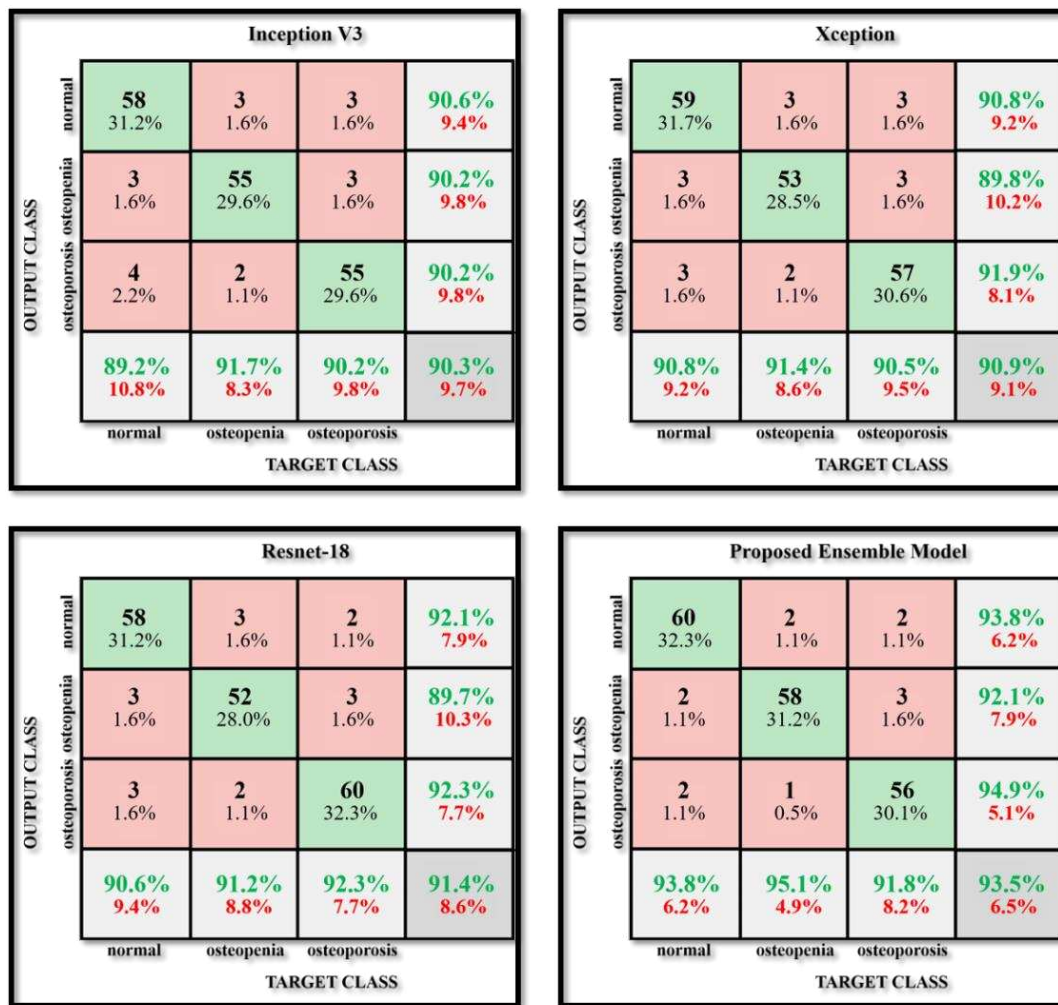 Inception V3
58 3 3 90.6%
31.2% 1.6% 1.6% 9.4%
3 55 3 90.2%
1.6% 29.6% 1.6% 9.8%
4 2 55 90.2%
2.2% 1.1% 29.6% 9.8%
89.2% 91.7% 90.2% 90.3%
10.8% 8.3% 9.8% 9.7%
normal osteopenia osteoporosis
TARGET CLASS
OUTPUT CLASS
osteoporosis osteopenia normal
Xception
59 3 3 90.8%
31.7% 1.6% 1.6% 9.2%
3 53 3 89.8%
1.6% 28.5% 1.6% 10.2%
3 2 57 91.9%
1.6% 1.1% 30.6% 8.1%
90.8% 91.4% 90.5% 90.9%
9.2% 8.6% 9.5% 9.1%
normal osteopenia osteoporosis
TARGET CLASS
OUTPUT CLASS
osteoporosis osteopenia normal
Resnet-18
58 3 2 92.1%
31.2% 1.6% 1.1% 7.9%
3 52 3 89.7%
1.6% 28.0% 1.6% 10.3%
3 2 60 92.3%
1.6% 1.1% 32.3% 7.7%
90.6% 91.2% 92.3% 91.4%
9.4% 8.8% 7.7% 8.6%
normal osteopenia osteoporosis
TARGET CLASS
OUTPUT CLASS
osteoporosis osteopenia normal
Proposed Ensemble Model
60 2 2 93.8%
32.3% 1.1% 1.1% 6.2%
2 58 3 92.1%
1.1% 31.2% 1.6% 7.9%
2 1 56 94.9%
1.1% 0.5% 30.1% 5.1%
93.8% 95.1% 91.8% 93.5%
6.2% 4.9% 8.2% 6.5%
normal osteopenia osteoporosis
TARGET CLASS
OUTPUT CLASS
osteoporosis osteopenia normal